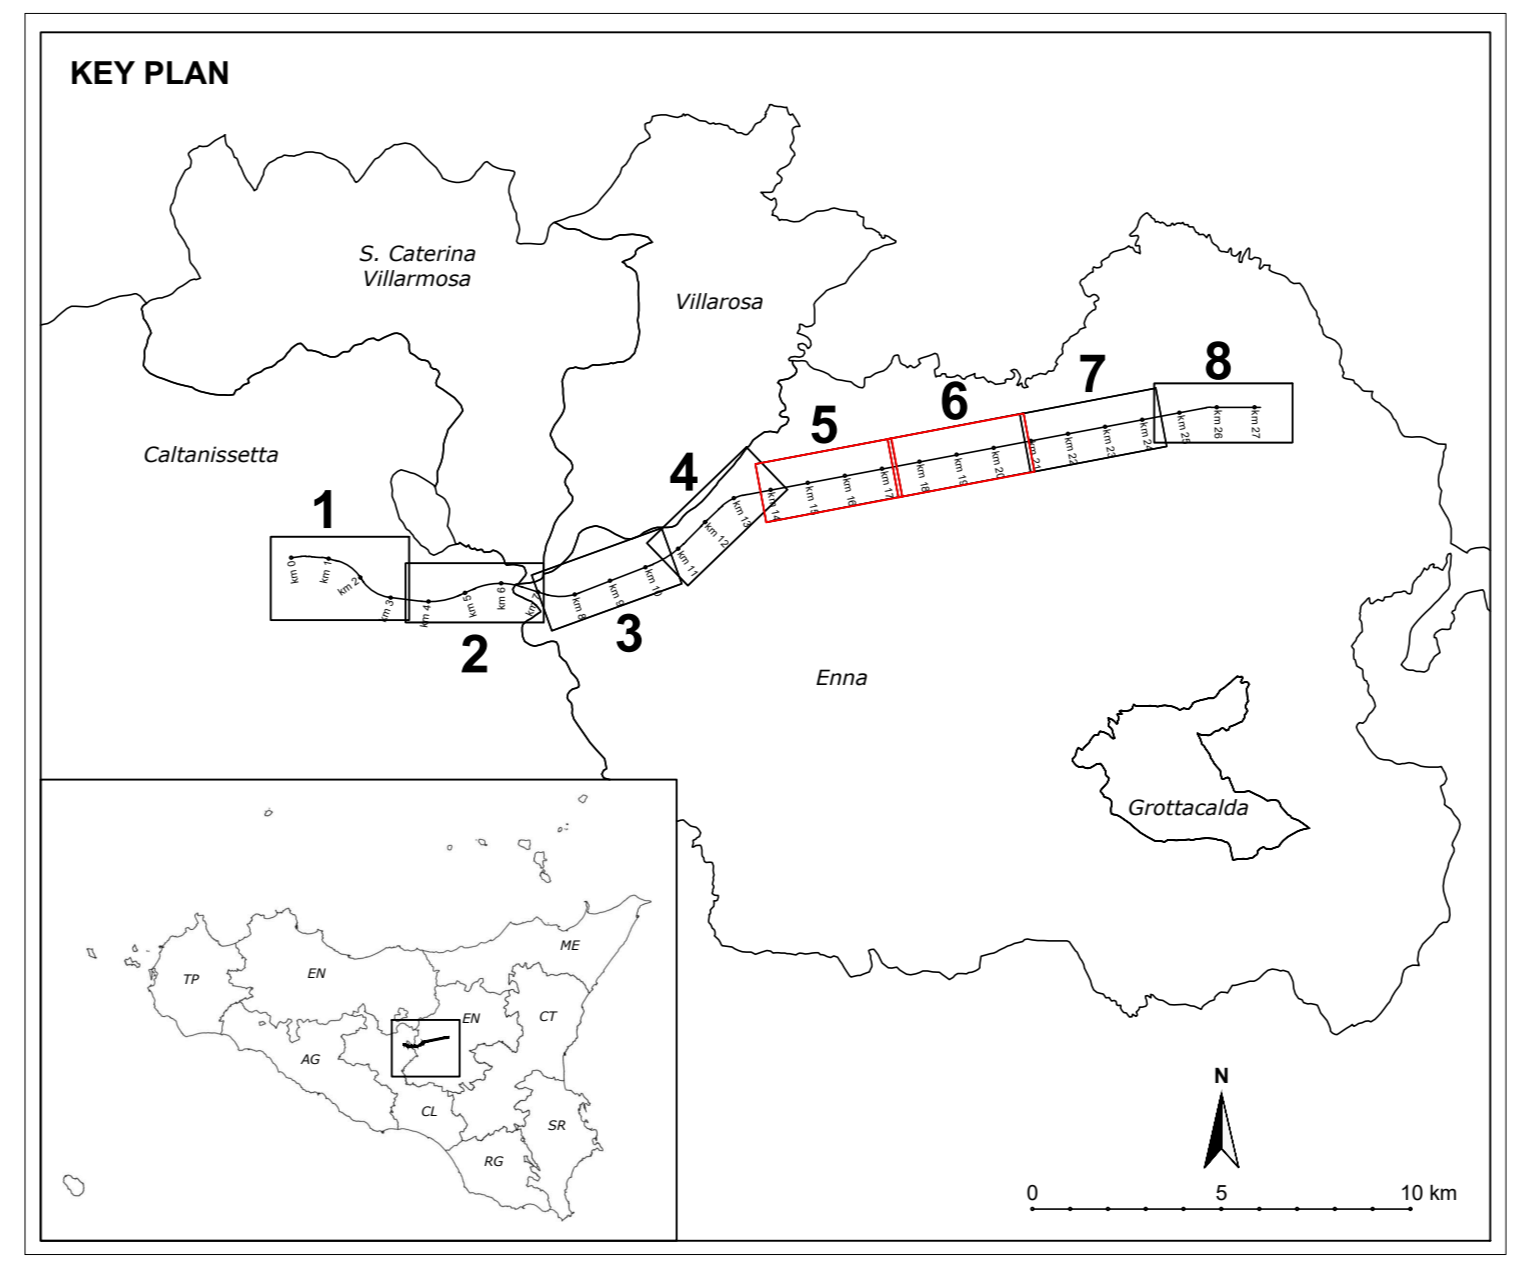 KEY PLAN
S. Caterina
Villarmosa
Villarosa
Caltanissetta
Enna
Grottacalda
1
2
3
4
5
6
7
8
km 0
km 1
km 2
km 3
km 4
km 5
km 6
km 7
km 8
km 9
km 10
km 11
km 12
km 13
km 14
km 15
km 16
km 17
km 18
km 19
km 20
km 21
km 22
km 23
km 24
km 25
km 26
km 27
ME
TP
EN
EN
CT
AG
CL
SR
RG
N
0 5 10 km